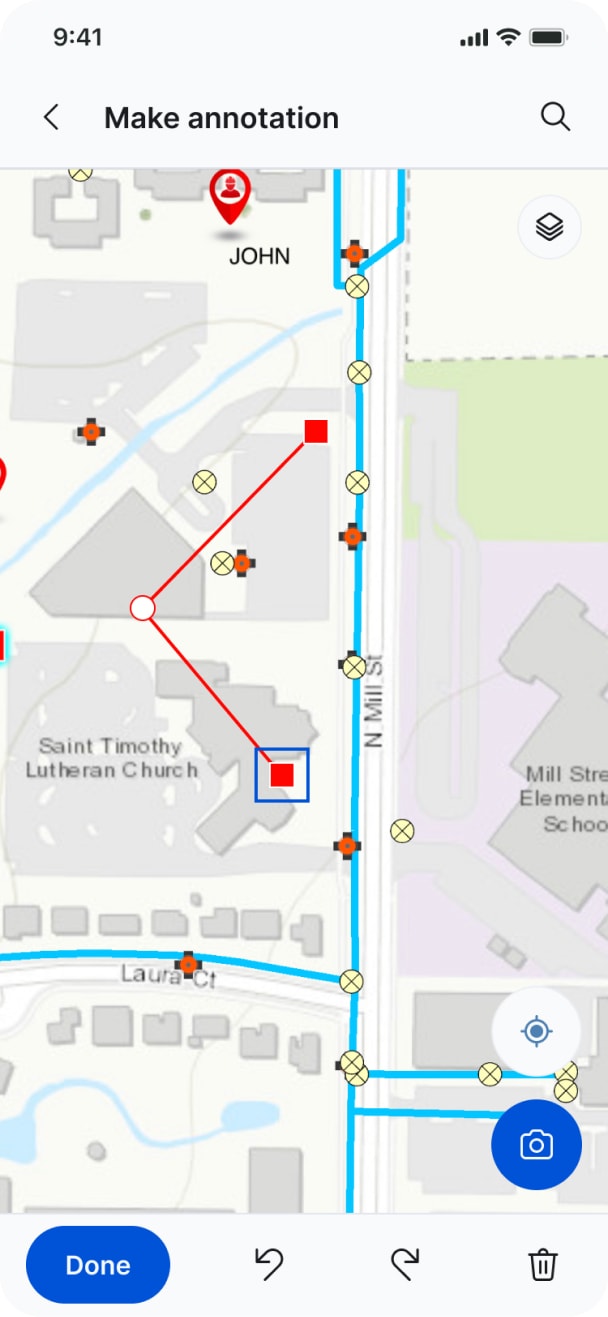 9:41
Make annotation
JOHN
N Mill St
Saint Timothy
Lutheran Church
Mill Stre
Elementa
Schoo
Laura Ct
Done